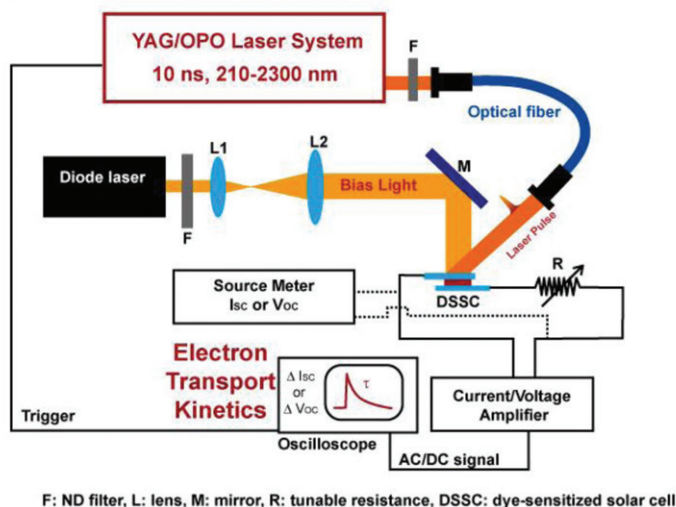 YAG/OPO Laser System
10 ns, 210-2300 nm
F
Optical fiber
L1
L2
M
Diode laser
Bias Light
Laser Pulse
F
R
Source Meter
Isc or Voc
DSSC
Electron
Transport
Kinetics
Δ Isc
or
Δ Voc
τ
Current/Voltage
Amplifier
Trigger
Oscilloscope
AC/DC signal
F: ND filter, L: lens, M: mirror, R: tunable resistance, DSSC: dye-sensitized solar cell